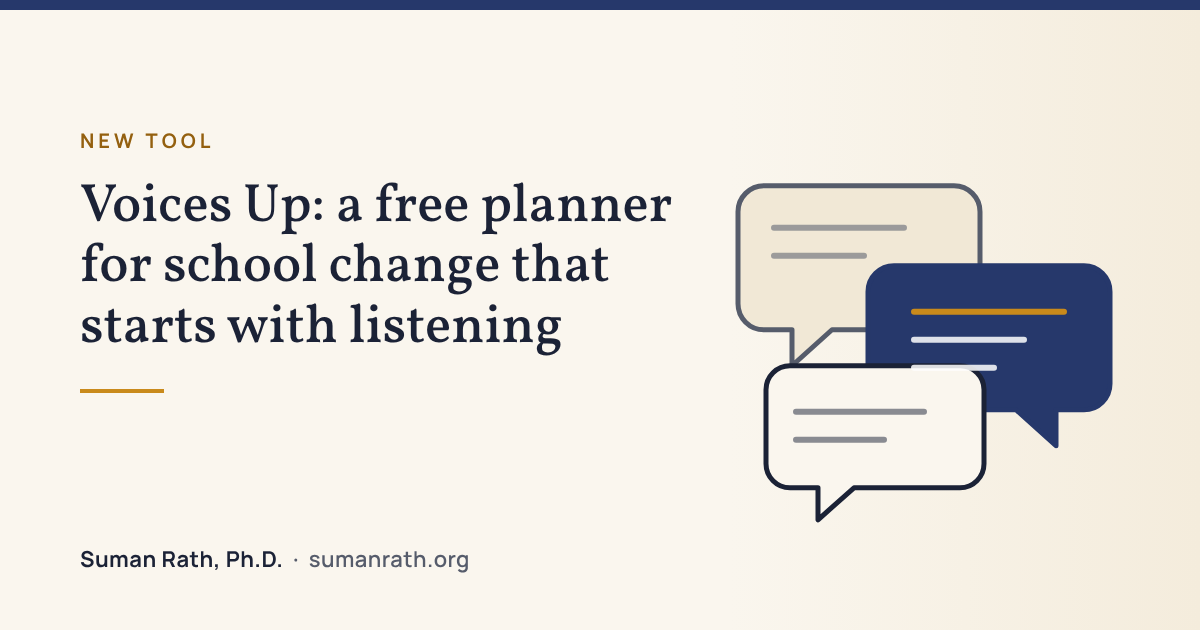 NEW TOOL
Voices Up: a free planner
for school change that
starts with listening
Suman Rath, Ph.D. · sumanrath.org